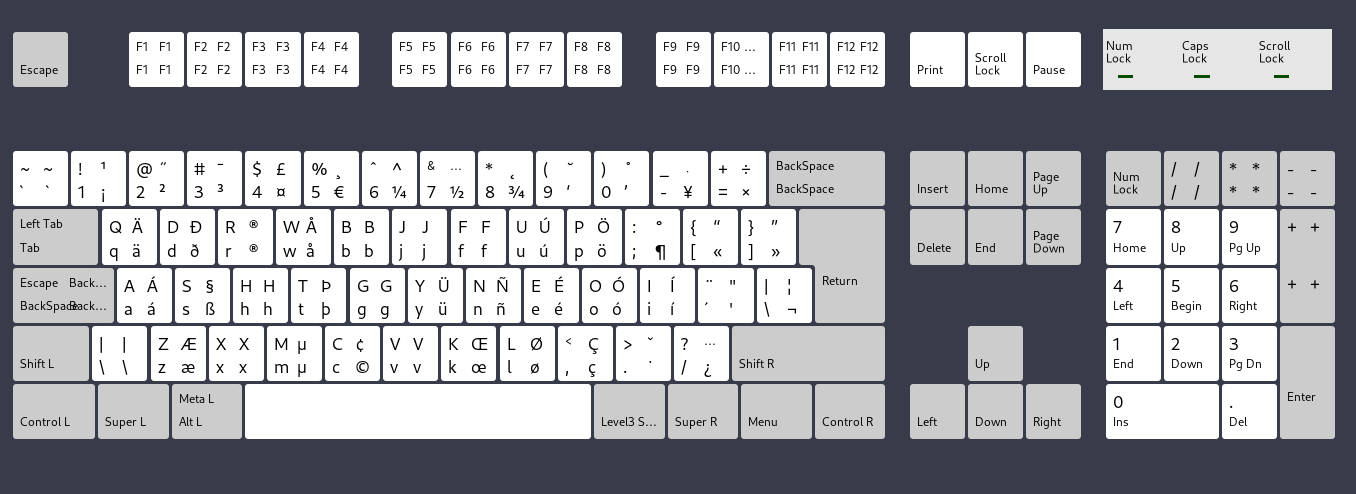 F1 F1 F2 F2 F3 F3 F4 F4 F5 F5 F6 F6 F7 F7 F8 F8 F9 F9 F10 ... F11 F11 F12 F12
Escape F1 F1 F2 F2 F3 F3 F4 F4 F5 F5 F6 F6 F7 F7 F8 F8 F9 F9 F10 ... F11 F11 F12 F12 Print Scroll Lock Pause Num Lock Caps Lock Scroll Lock
~ ~ ! ¹ @ ˝ # ¯ $ £ % ¸ ˆ ^ & ... * ˛ ( ˘ ) ° _ . + ÷ BackSpace Page Up / / * * - -
` ` 1 ¡ 2 ² 3 ³ 4 ¤ 5 € 6 ¼ 7 ½ 8 ¾ 9 ‘ 0 ’ - ¥ = × BackSpace Insert Home Num Lock / / * * - -
Left Tab Q Ä D Ð R ® W Å B B J J F F U Ú P Ö : ° { “ } ” Page Down 7 8 9 + +
Tab q ä d ð r ® w å b b j j f f u ú p ö ; ¶ [ « ] » Delete End Home Up Pg Up
Escape Back... A Á S § H H T Þ G G Y Ü N Ñ E É O Ó I Í ¨ " | ¦ Return 4 5 6 + +
BackSpace Back... a á s ß h h t þ g g y ü n ñ e é o ó i í ´ ' \ ¬ Left Begin Right
| | Z Æ X X M µ C ¢ V V K Œ L Ø < Ç > ˇ ? ... 1 2 3
Shift L \ \ z æ x x m µ c © v v k œ l ø , ç . ˙ / ¿ Shift R Up End Down Pg Dn
Meta L 0 . Enter
Control L Super L Alt L Level3 S... Super R Menu Control R Left Down Right Ins Del